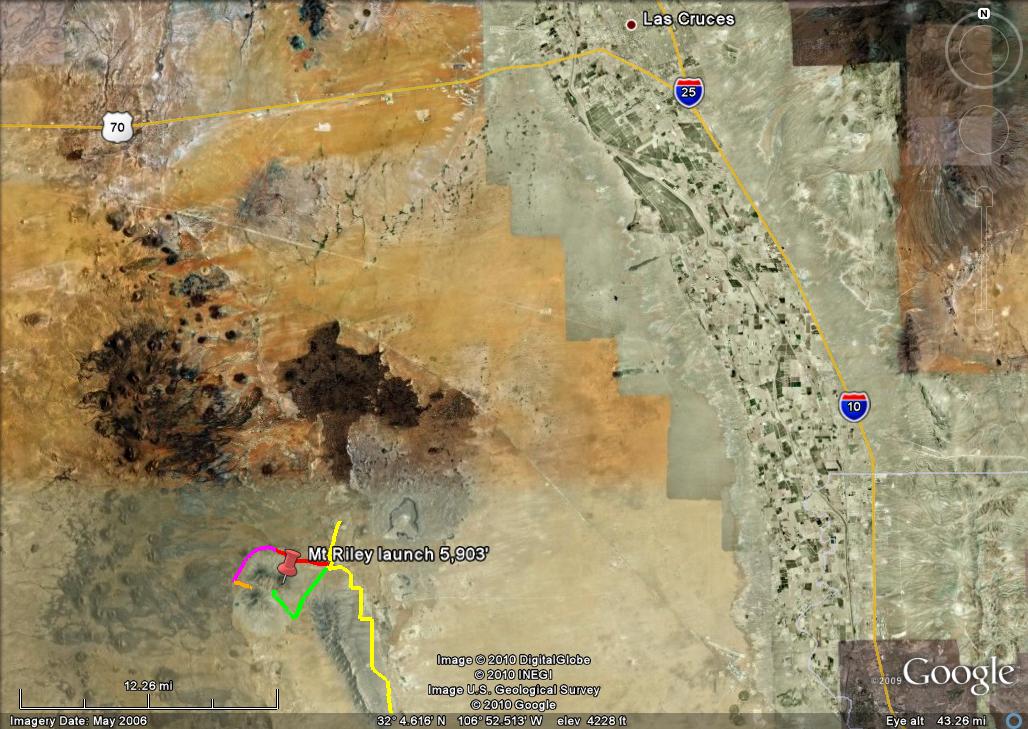 N
Las Cruces
25
70
10
Mt Riley launch 5,903'
Image © 2010 DigitalGlobe
© 2010 INEGI
Image U.S. Geological Survey
© 2010 Google
©2009 Google
12.26 mi
Imagery Date: May 2006
32° 4.616' N 106° 52.513' W elev 4228 ft
Eye alt 43.26 mi